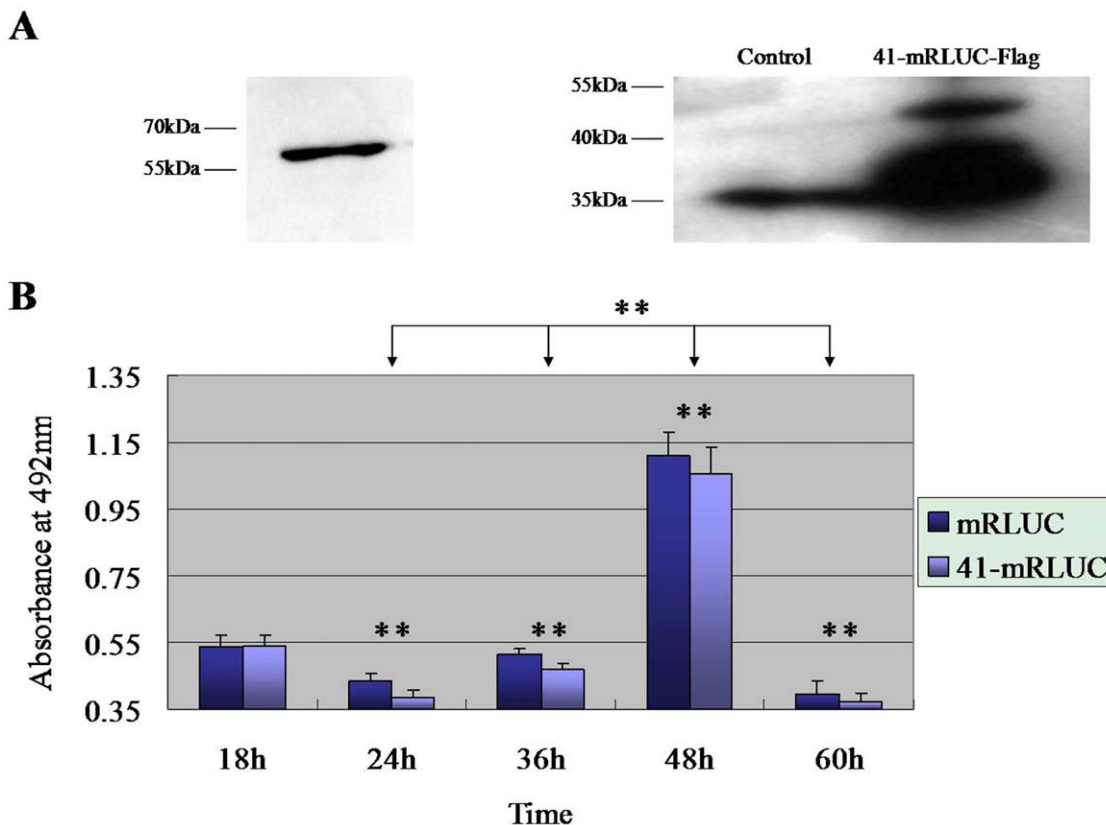 A
Control 41-mRLUC-Flag
70kDa
55kDa
55kDa
40kDa
35kDa
B
**
1.35
1.15
0.95
0.75
0.55
0.35
Absorbance at 492nm
** ** ** **
mRLUC
41-mRLUC
18h 24h 36h 48h 60h
Time